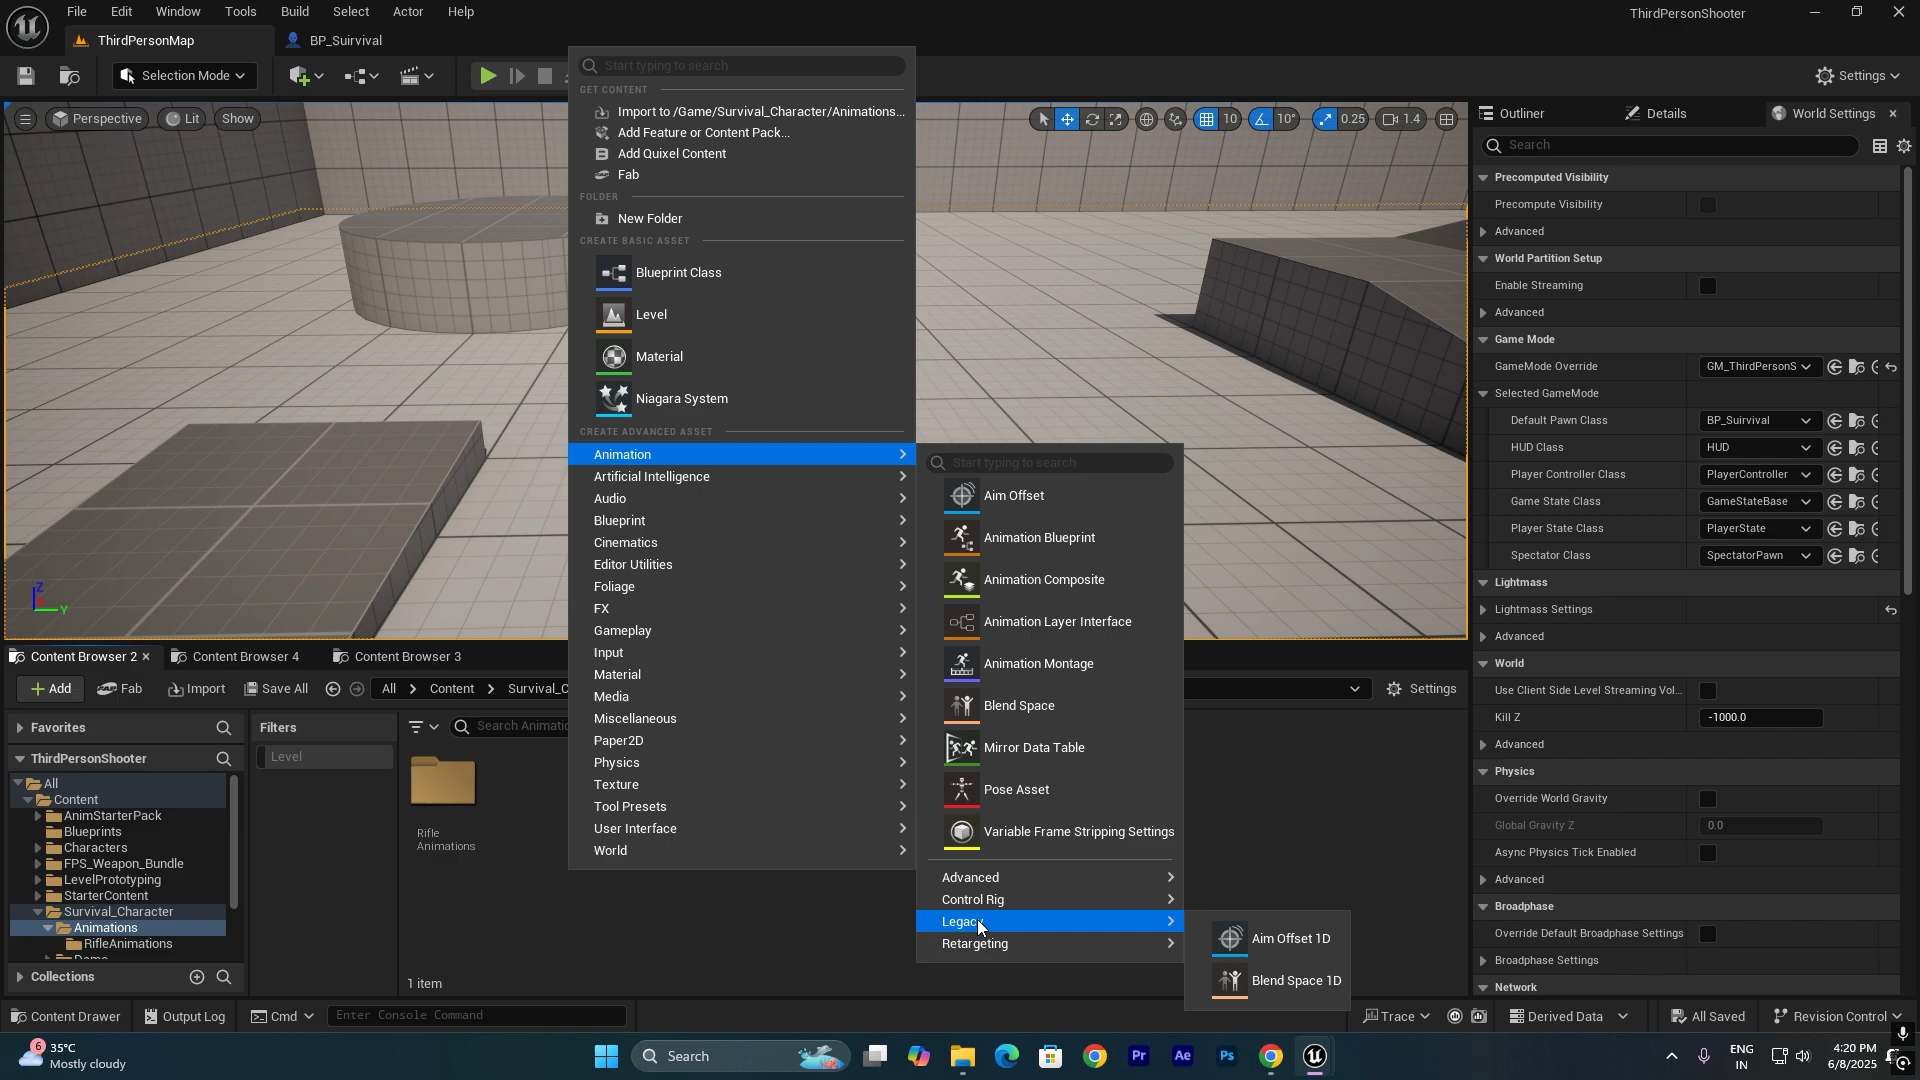 File Edit Window Tools Build Select Actor Help
ThirdPersonShooter
ThirdPersonMap
BP_Suirvival
Selection Mode
Settings
Perspective
Lit
Show
10
10°
0.25
1.4
Start typing to search
GET CONTENT
Import to /Game/Survival_Character/Animations...
Add Feature or Content Pack...
Add Quixel Content
Fab
FOLDER
New Folder
CREATE BASIC ASSET
Blueprint Class
Level
Material
Niagara System
CREATE ADVANCED ASSET
Animation
Artificial Intelligence
Audio
Blueprint
Cinematics
Editor Utilities
Foliage
FX
Gameplay
Input
Material
Media
Miscellaneous
Paper2D
Physics
Texture
Tool Presets
User Interface
World
Start typing to search
Aim Offset
Animation Blueprint
Animation Composite
Animation Layer Interface
Animation Montage
Blend Space
Mirror Data Table
Pose Asset
Variable Frame Stripping Settings
Advanced
Control Rig
Legacy
Retargeting
Aim Offset 1D
Blend Space 1D
Outliner
Details
World Settings
Search
Precomputed Visibility
Precompute Visibility
Advanced
World Partition Setup
Enable Streaming
Advanced
Game Mode
GameMode Override GM_ThirdPersonS
Selected GameMode
Default Pawn Class BP_Suirvival
HUD Class HUD
Player Controller Class PlayerController
Game State Class GameStateBase
Player State Class PlayerState
Spectator Class SpectatorPawn
Lightmass
Lightmass Settings
Advanced
World
Use Client Side Level Streaming Vol...
Kill Z -1000.0
Advanced
Physics
Override World Gravity
Global Gravity Z 0.0
Async Physics Tick Enabled
Advanced
Broadphase
Override Default Broadphase Settings
Broadphase Settings
Network
Content Browser 2
Content Browser 4
Content Browser 3
Add
Fab
Import
Save All
All
Content
Survival_C
Settings
Favorites
Filters
Search Animatio
Level
ThirdPersonShooter
All
Content
AnimStarterPack
Blueprints
Characters
FPS_Weapon_Bundle
LevelPrototyping
StarterContent
Survival_Character
Animations
RifleAnimations
Rifle
Animations
Collections
1 item
Content Drawer
Output Log
Cmd
Enter Console Command
Trace
Derived Data
All Saved
Revision Control
6
35°C
Mostly cloudy
Search
Pr
Ae
Ps
ENG
IN
4:20 PM
6/8/2025